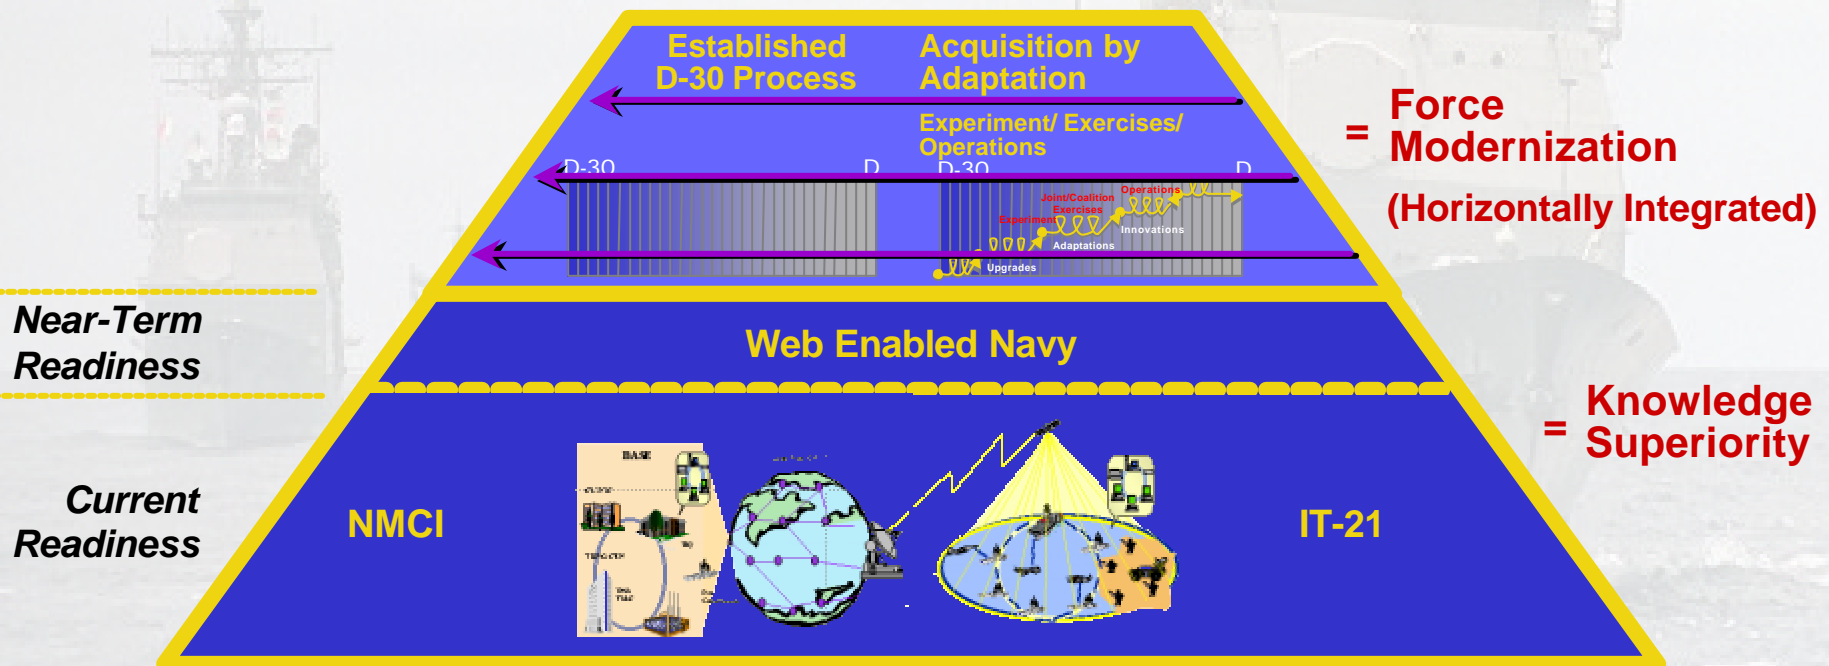 Established
D-30 Process
Acquisition by
Adaptation
Experiment/ Exercises/
Operations
D-30
D
D-30
D
Operations
Joint/Coalition
Exercises
Experiment
Innovations
Adaptations
Upgrades
= Force
Modernization
(Horizontally Integrated)
Near-Term
Readiness
Web Enabled Navy
= Knowledge
Superiority
Current
Readiness
NMCI
BASE
IT-21